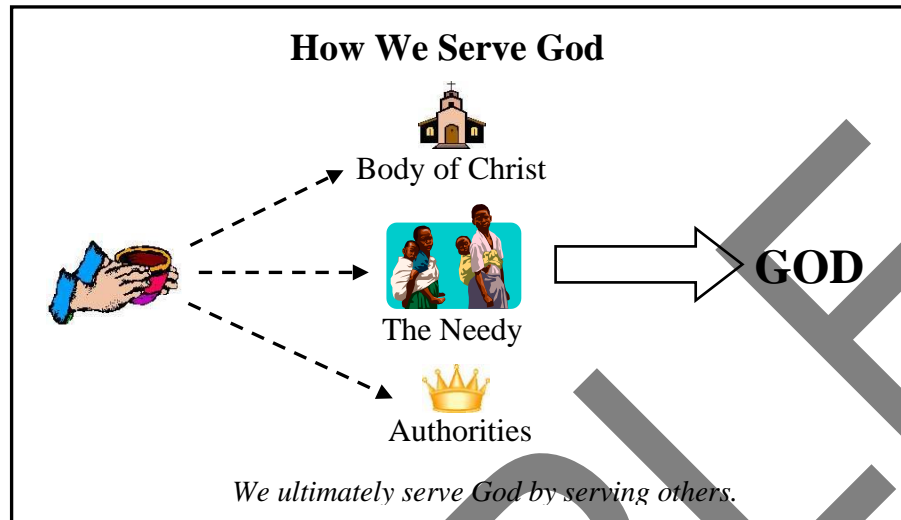 How We Serve God
Body of Christ
The Needy
GOD
Authorities
We ultimately serve God by serving others.